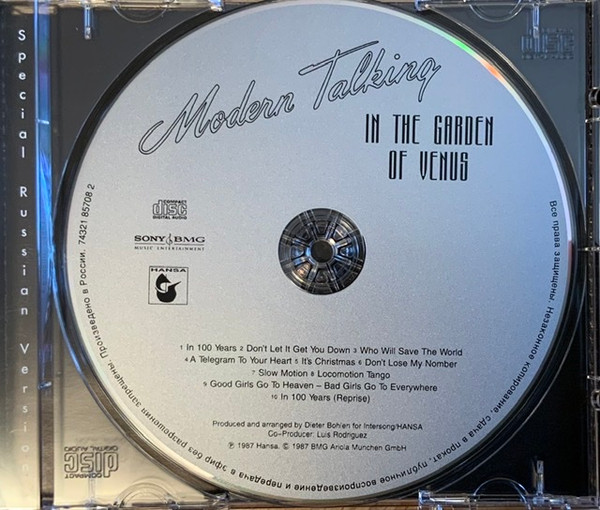 Special Russian Version
Modern Talking
IN THE GARDEN
OF VENUS
COMPACT
disc
DIGITAL AUDIO
SONY BMG
MUSIC ENTERTAINMENT
HANSA
1 In 100 Years 2 Don't Let It Get You Down 3 Who Will Save The World
4 A Telegram To Your Heart 5 It's Christmas 6 Don't Lose My Nomber
7 Slow Motion 8 Locomotion Tango
9 Good Girls Go To Heaven – Bad Girls Go To Everywhere
10 In 100 Years (Reprise)
Produced and arranged by Dieter Bohlen for Intersong/HANSA
Co-Producer: Luis Rodriguez
℗ 1987 Hansa. © 1987 BMG Ariola Munchen GmbH
Произведено в России. 74321 85708 2
Все права защищены. Незаконное копирование, сдача в прокат, публичное воспроизведение и передача в эфир без разрешения запрещены.
COMPACT
disc
DIGITAL AUDIO